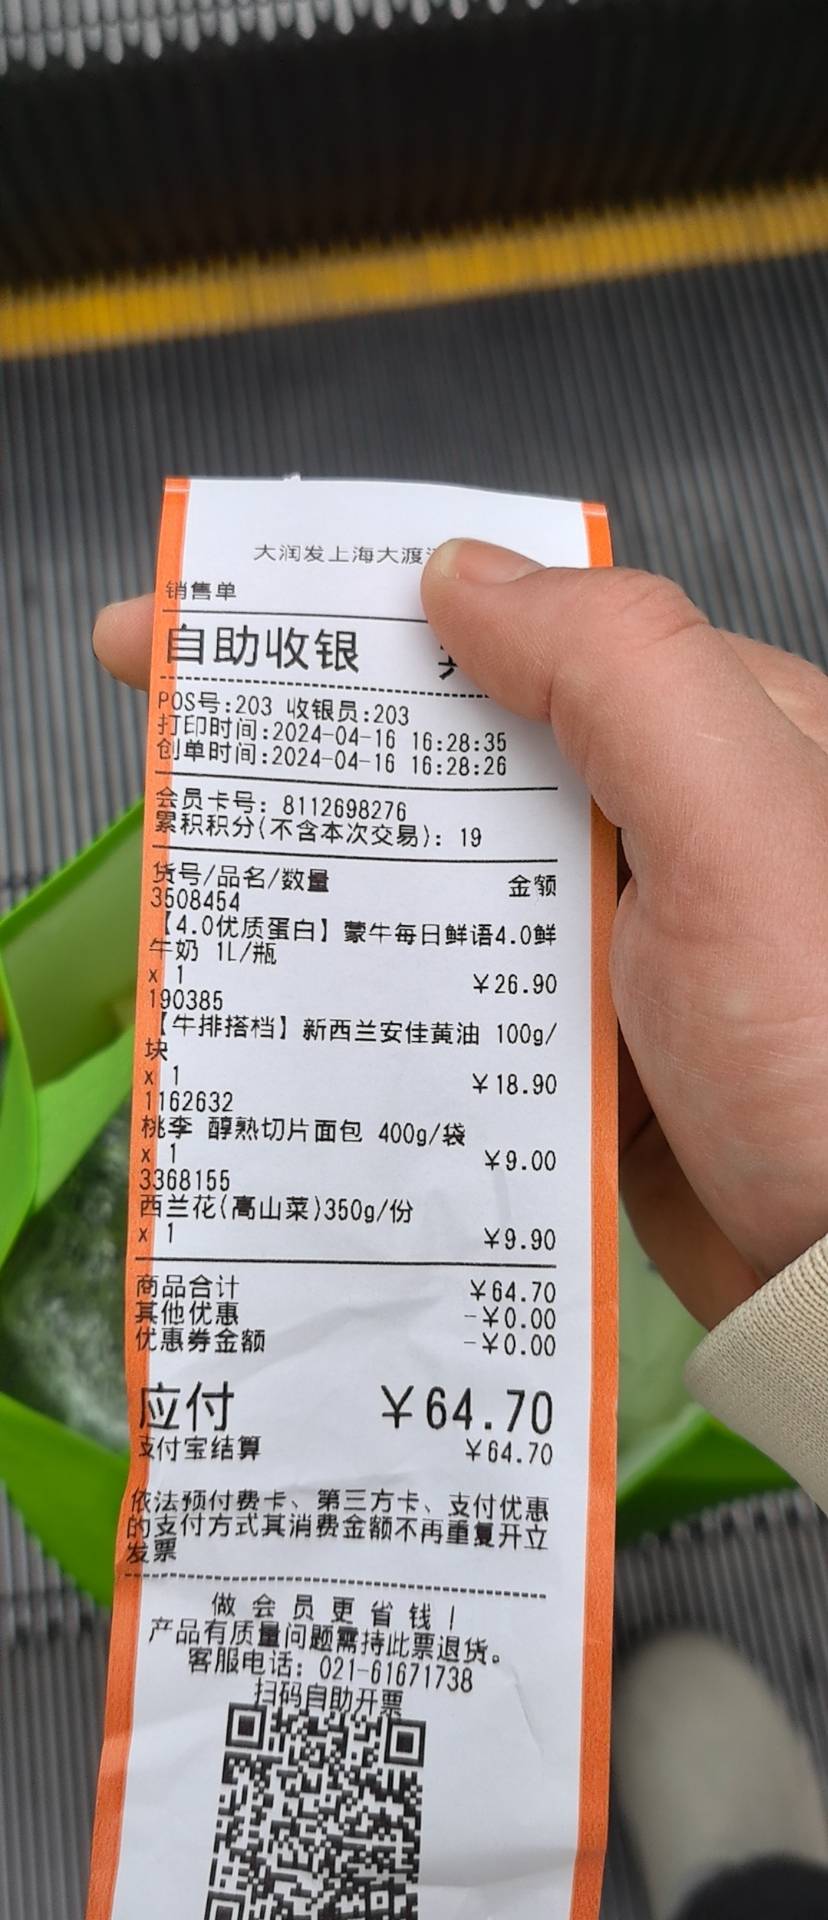 大润发上海大渡
销售单
自助收银
POS号:203 收银员:203
打印时间:2024-04-16 16:28:35
创单时间:2024-04-16 16:28:26
会员卡号: 8112698276
累积积分(不含本次交易): 19
货号/品名/数量 金额
3508454
【4.0优质蛋白】蒙牛每日鲜语4.0鲜
牛奶 1L/瓶
x 1 ¥26.90
190385
【牛排搭档】新西兰安佳黄油 100g/
块
x 1 ¥18.90
1162632
桃李 醇熟切片面包 400g/袋
x 1 ¥9.00
3368155
西兰花(高山菜)350g/份
x 1 ¥9.90
商品合计 ¥64.70
其他优惠 -¥0.00
优惠券金额 -¥0.00
应付 ¥64.70
支付宝结算 ¥64.70
依法预付费卡、第三方卡、支付优惠
的支付方式其消费金额不再重复开立
发票
做会员更省钱!
产品有质量问题需持此票退货。
客服电话: 021-61671738
扫码自助开票